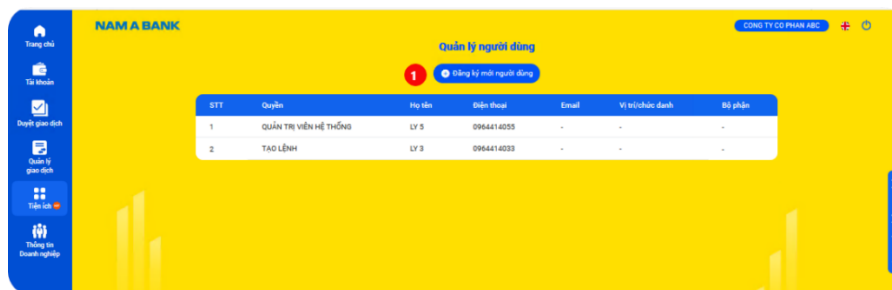 NAM A BANK
CONG TY CO PHAN ABC
Trang chủ
Tài khoản
Duyệt giao dịch
Quản lý
giao dịch
Tiện ích
Thông tin
Doanh nghiệp
Quản lý người dùng
1
Đăng ký mới người dùng
STT Quyền Họ tên Điện thoại Email Vị trí/chức danh Bộ phận
1 QUẢN TRỊ VIÊN HỆ THỐNG LY 5 0964414055 - - -
2 TẠO LỆNH LY 3 0964414033 - - -